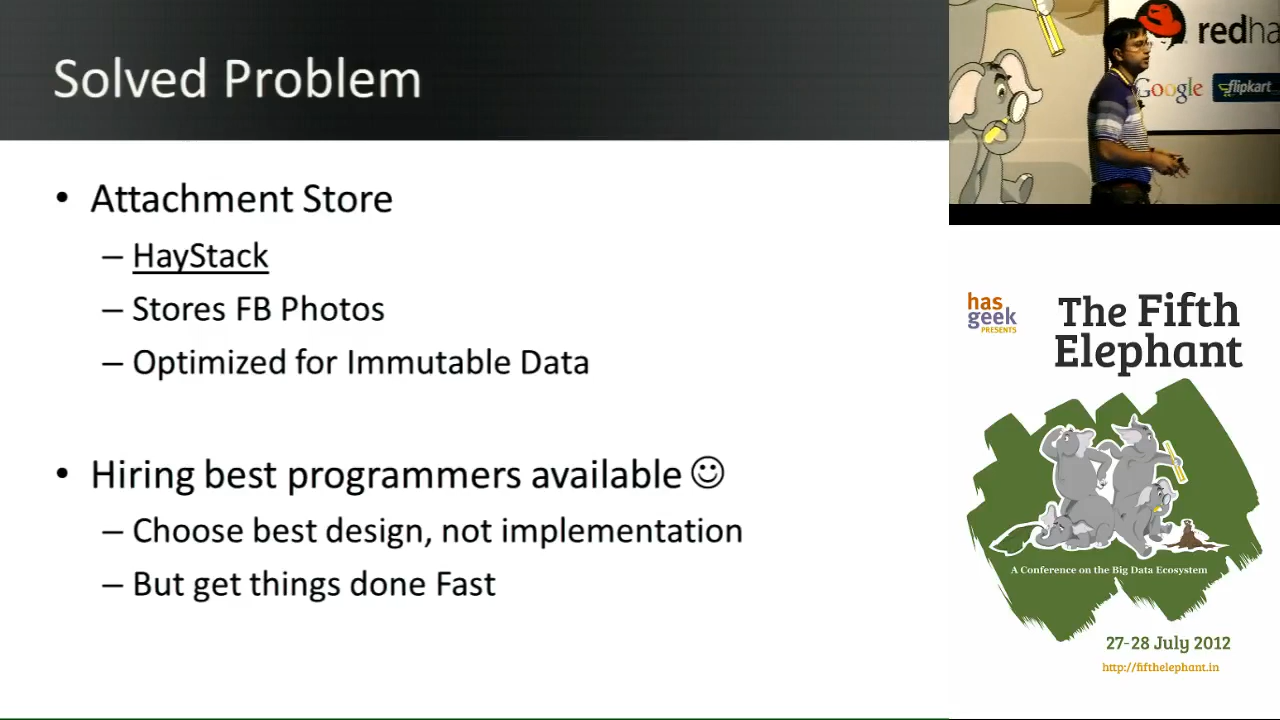 Solved Problem
• Attachment Store
– HayStack
– Stores FB Photos
– Optimized for Immutable Data
• Hiring best programmers available ☺
– Choose best design, not implementation
– But get things done Fast
redha
Google
flipkart
has
geek
PRESENTS
The Fifth
Elephant
A Conference on the Big Data Ecosystem
27-28 July 2012
http://fifthelephant.in